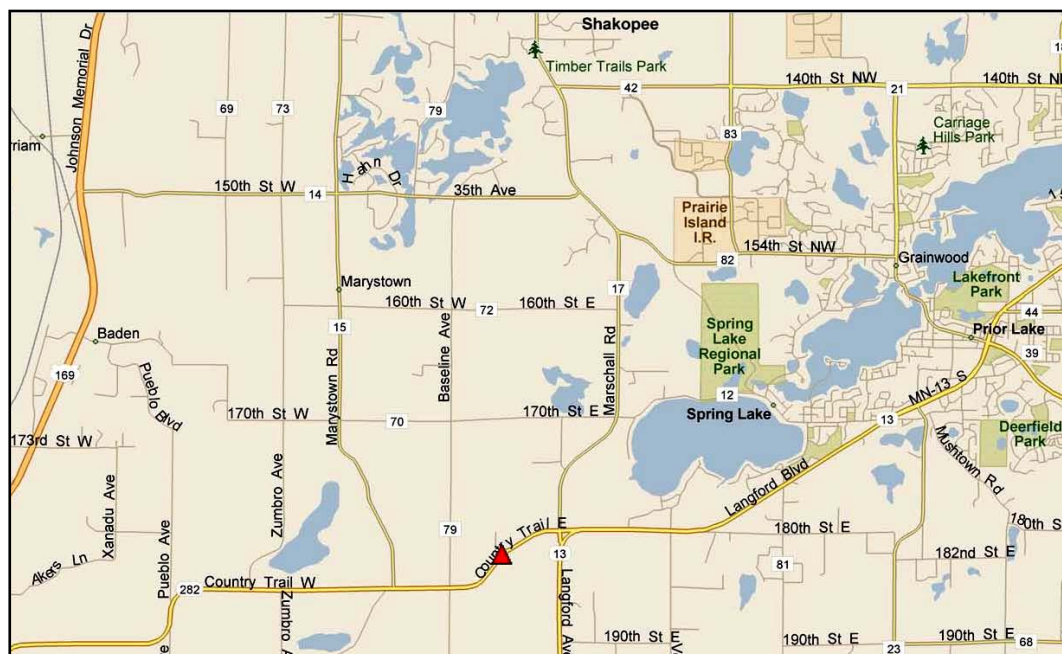 Shakopee
Timber Trails Park
140th St NW
140th St
42
21
Johnson Memorial Dr
69
73
79
83
Carriage
Hills Park
Hahn Dr
150th St W
14
35th Ave
Prairie
Island
I.R.
154th St NW
82
Grainwood
Marystown
Lakefront
Park
17
160th St W
72
160th St E
44
15
Baden
Marystown Rd
Baseline Ave
Marschall Rd
Spring
Lake
Regional
Park
Prior Lake
39
169
Pueblo Blvd
12
MN-13 S
170th St W
70
170th St E
Spring Lake
13
173rd St W
Deerfield
Park
Mushtown Rd
Xanadu Ave
Zumbro Ave
Langford Blvd
79
Country Trail E
180th St E
180th St E
13
182nd St E
81
Akers Ln
Pueblo Ave
282
Country Trail W
Zumbro
Langford Ave
190th St E
190th St E
190th St E
68
23